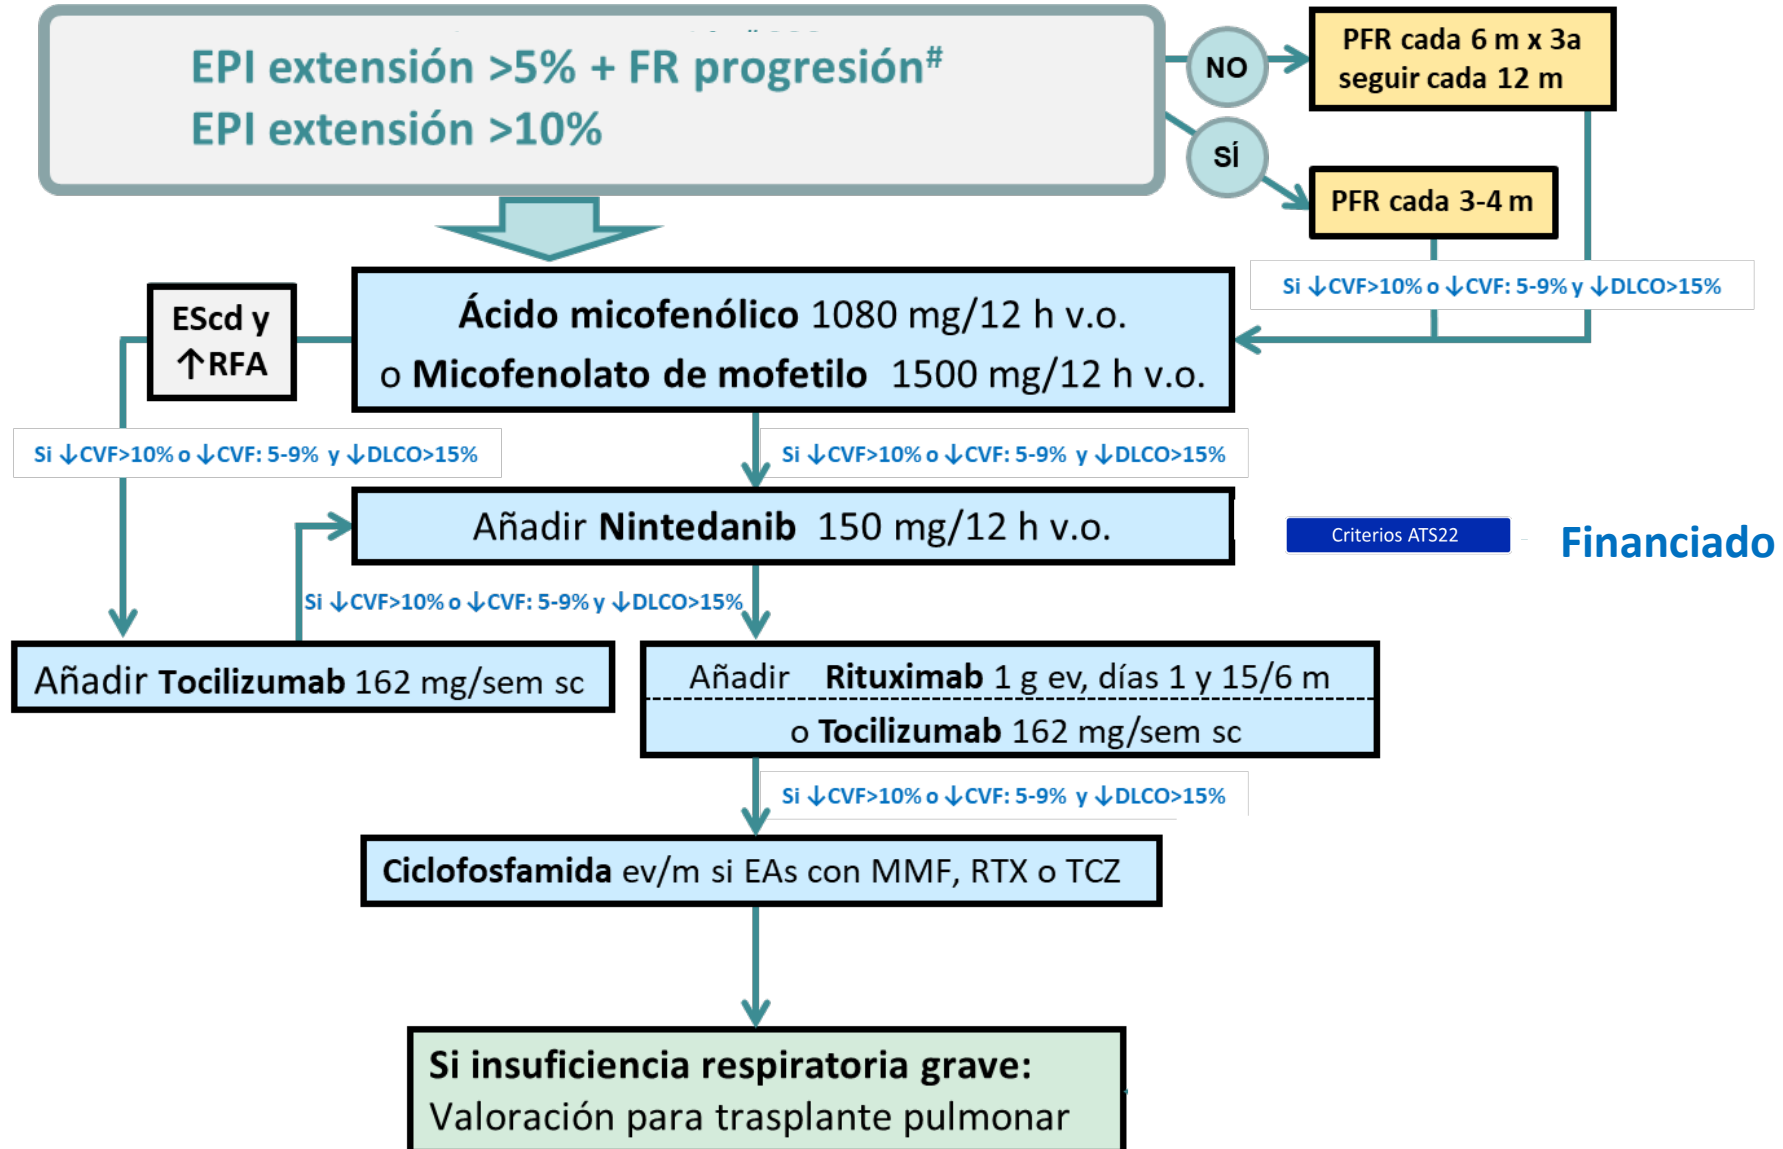 EPI extensión >5% + FR progresión#
EPI extensión >10%
NO
PFR cada 6 m x 3a
seguir cada 12 m
SÍ
PFR cada 3-4 m
Si ↓CVF>10% o ↓CVF: 5-9% y ↓DLCO>15%
EScd y
↑RFA
Ácido micofenólico 1080 mg/12 h v.o.
o Micofenolato de mofetilo 1500 mg/12 h v.o.
Si ↓CVF>10% o ↓CVF: 5-9% y ↓DLCO>15%
Si ↓CVF>10% o ↓CVF: 5-9% y ↓DLCO>15%
Añadir Nintedanib 150 mg/12 h v.o.
Criterios ATS22
Financiado
Si ↓CVF>10% o ↓CVF: 5-9% y ↓DLCO>15%
Añadir Tocilizumab 162 mg/sem sc
Añadir Rituximab 1 g ev, días 1 y 15/6 m
o Tocilizumab 162 mg/sem sc
Si ↓CVF>10% o ↓CVF: 5-9% y ↓DLCO>15%
Ciclofosfamida ev/m si EAs con MMF, RTX o TCZ
Si insuficiencia respiratoria grave:
Valoración para trasplante pulmonar